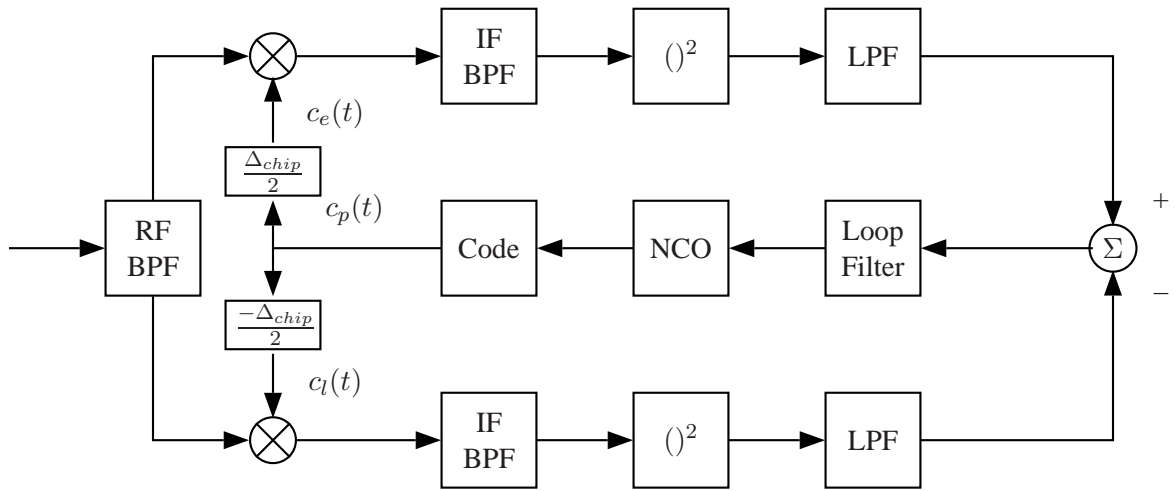 IF
BPF
()²
LPF
c_e(t)
Δ_chip
2
c_p(t)
+
RF
BPF
Code
NCO
Loop
Filter
Σ
−
−Δ_chip
2
c_l(t)
IF
BPF
()²
LPF